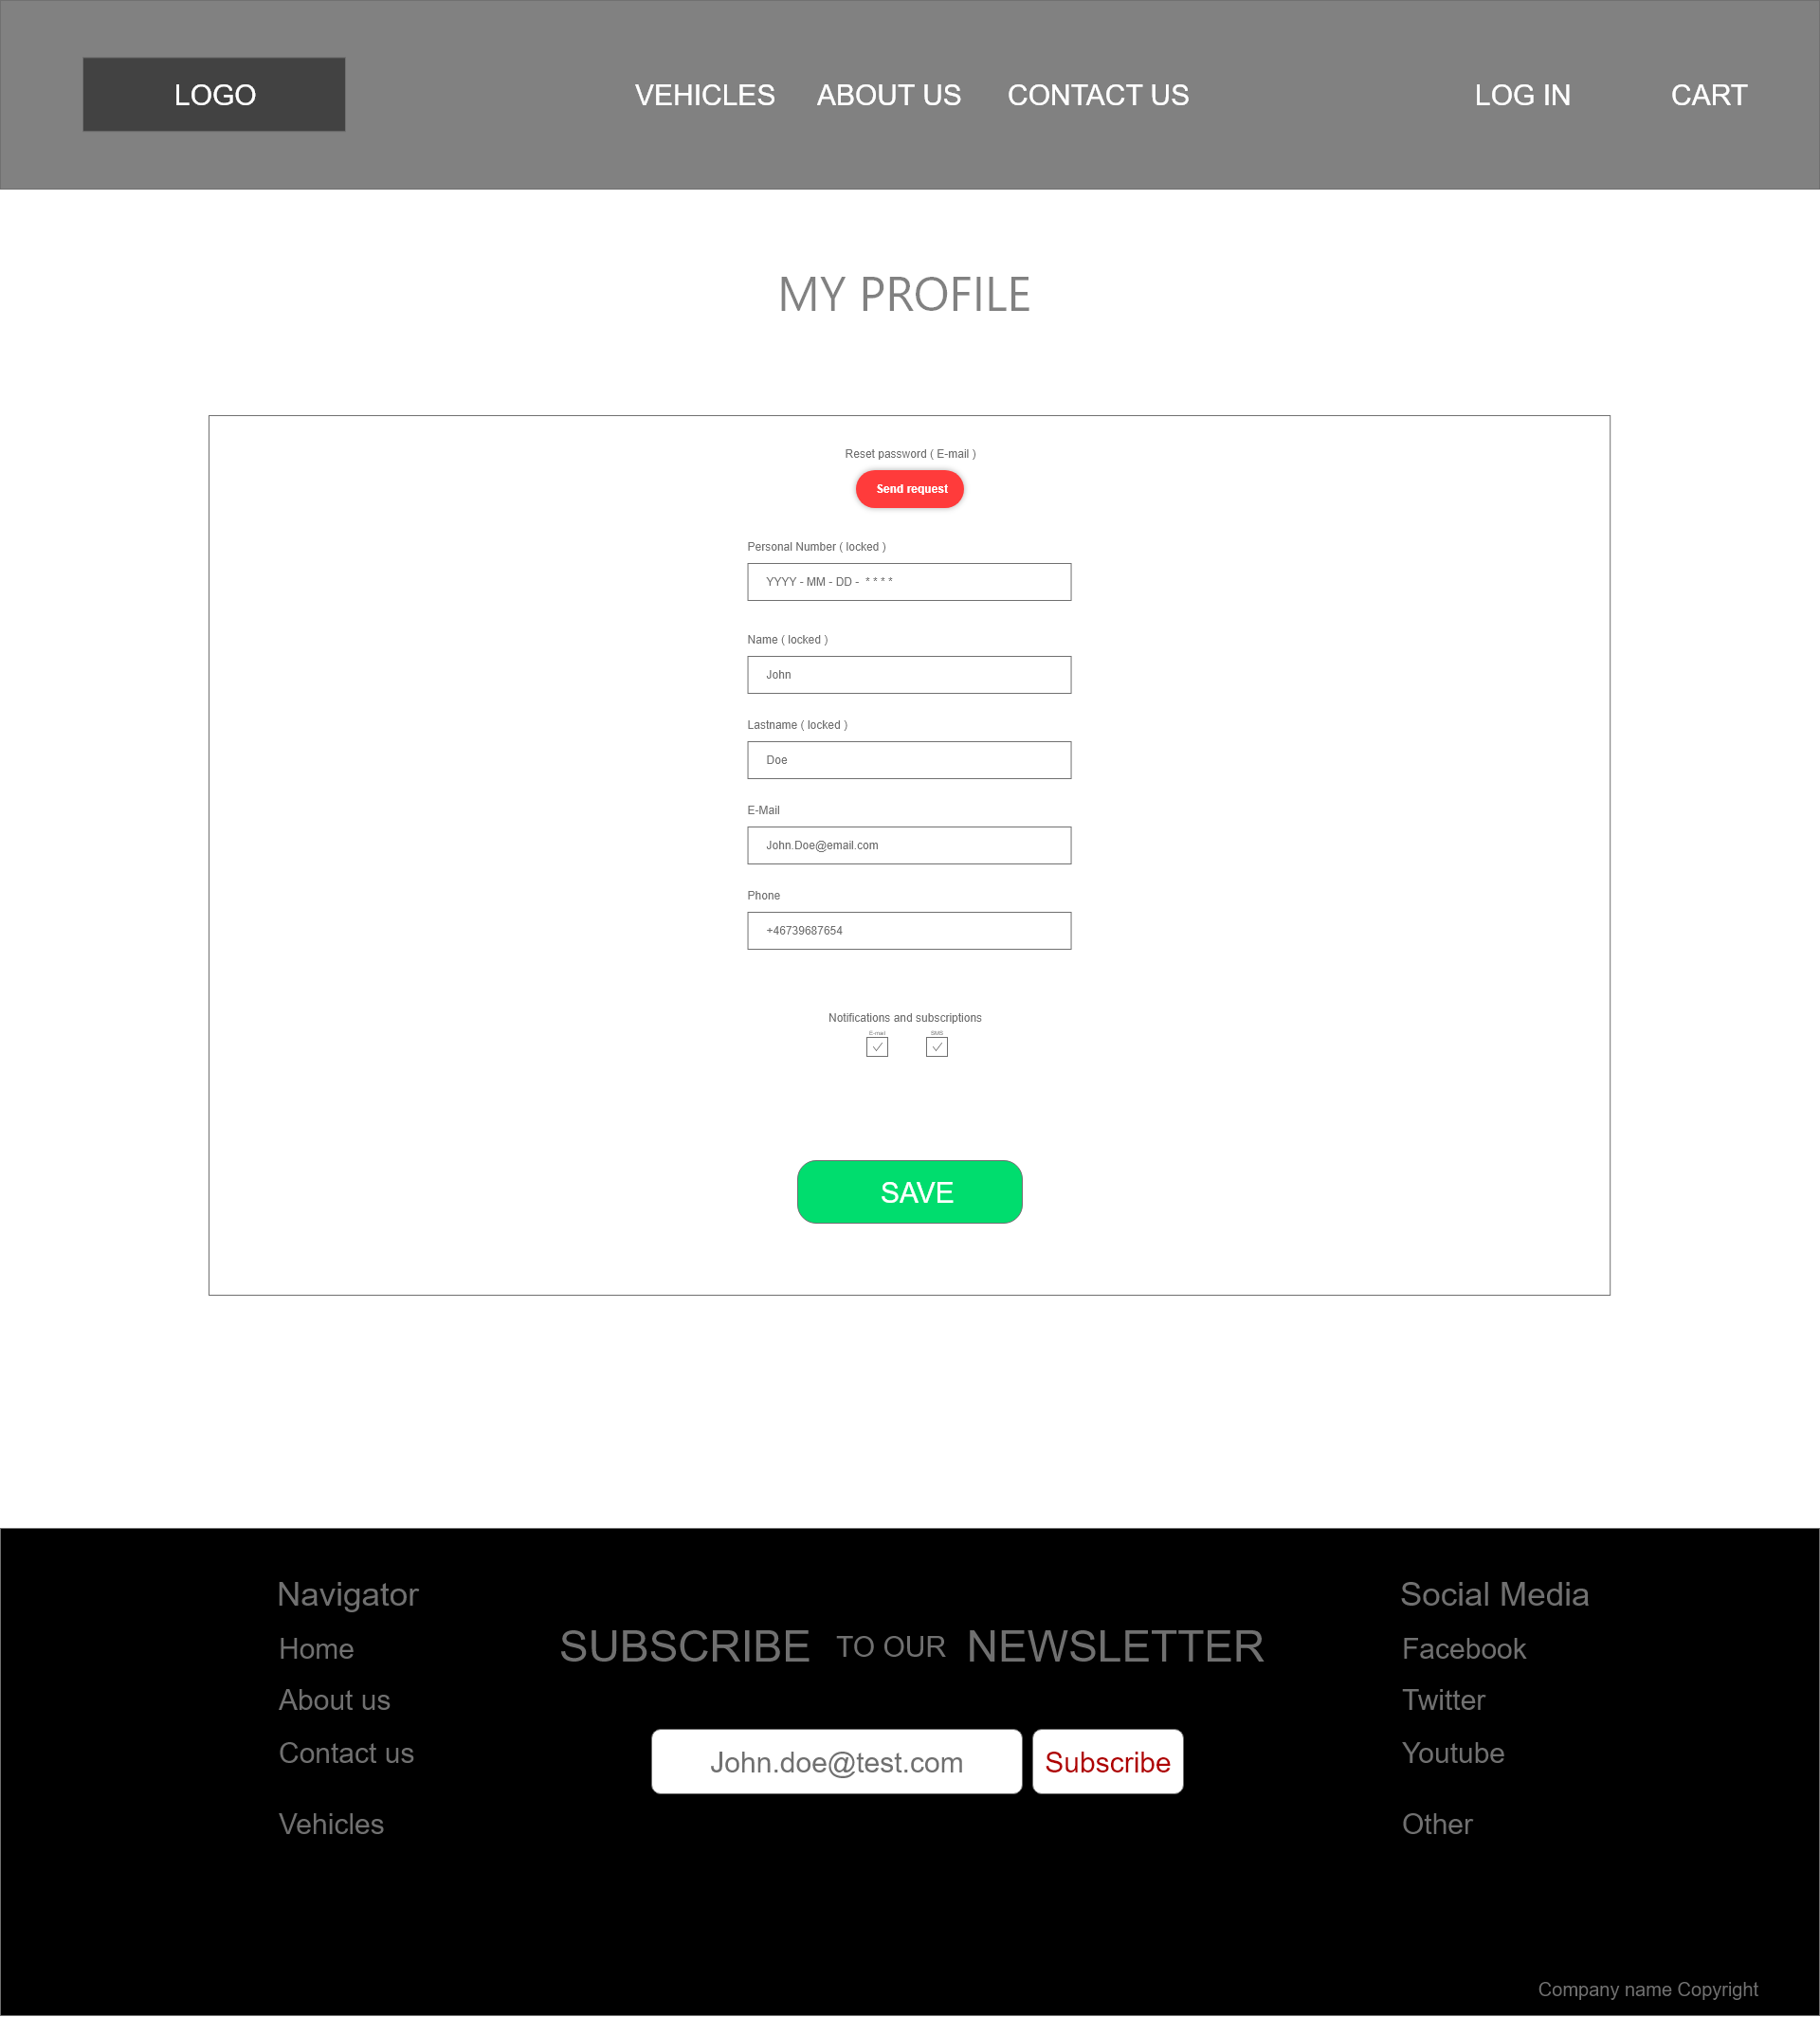 LOGO
VEHICLES
ABOUT US
CONTACT US
LOG IN
CART
MY PROFILE
Reset password ( E-mail )
Send request
Personal Number ( locked )
YYYY - MM - DD - * * * *
Name ( locked )
John
Lastname ( locked )
Doe
E-Mail
John.Doe@email.com
Phone
+46739687654
Notifications and subscriptions
E-mail
SMS
SAVE
Navigator
Home
About us
Contact us
Vehicles
SUBSCRIBE TO OUR NEWSLETTER
John.doe@test.com
Subscribe
Social Media
Facebook
Twitter
Youtube
Other
Company name Copyright